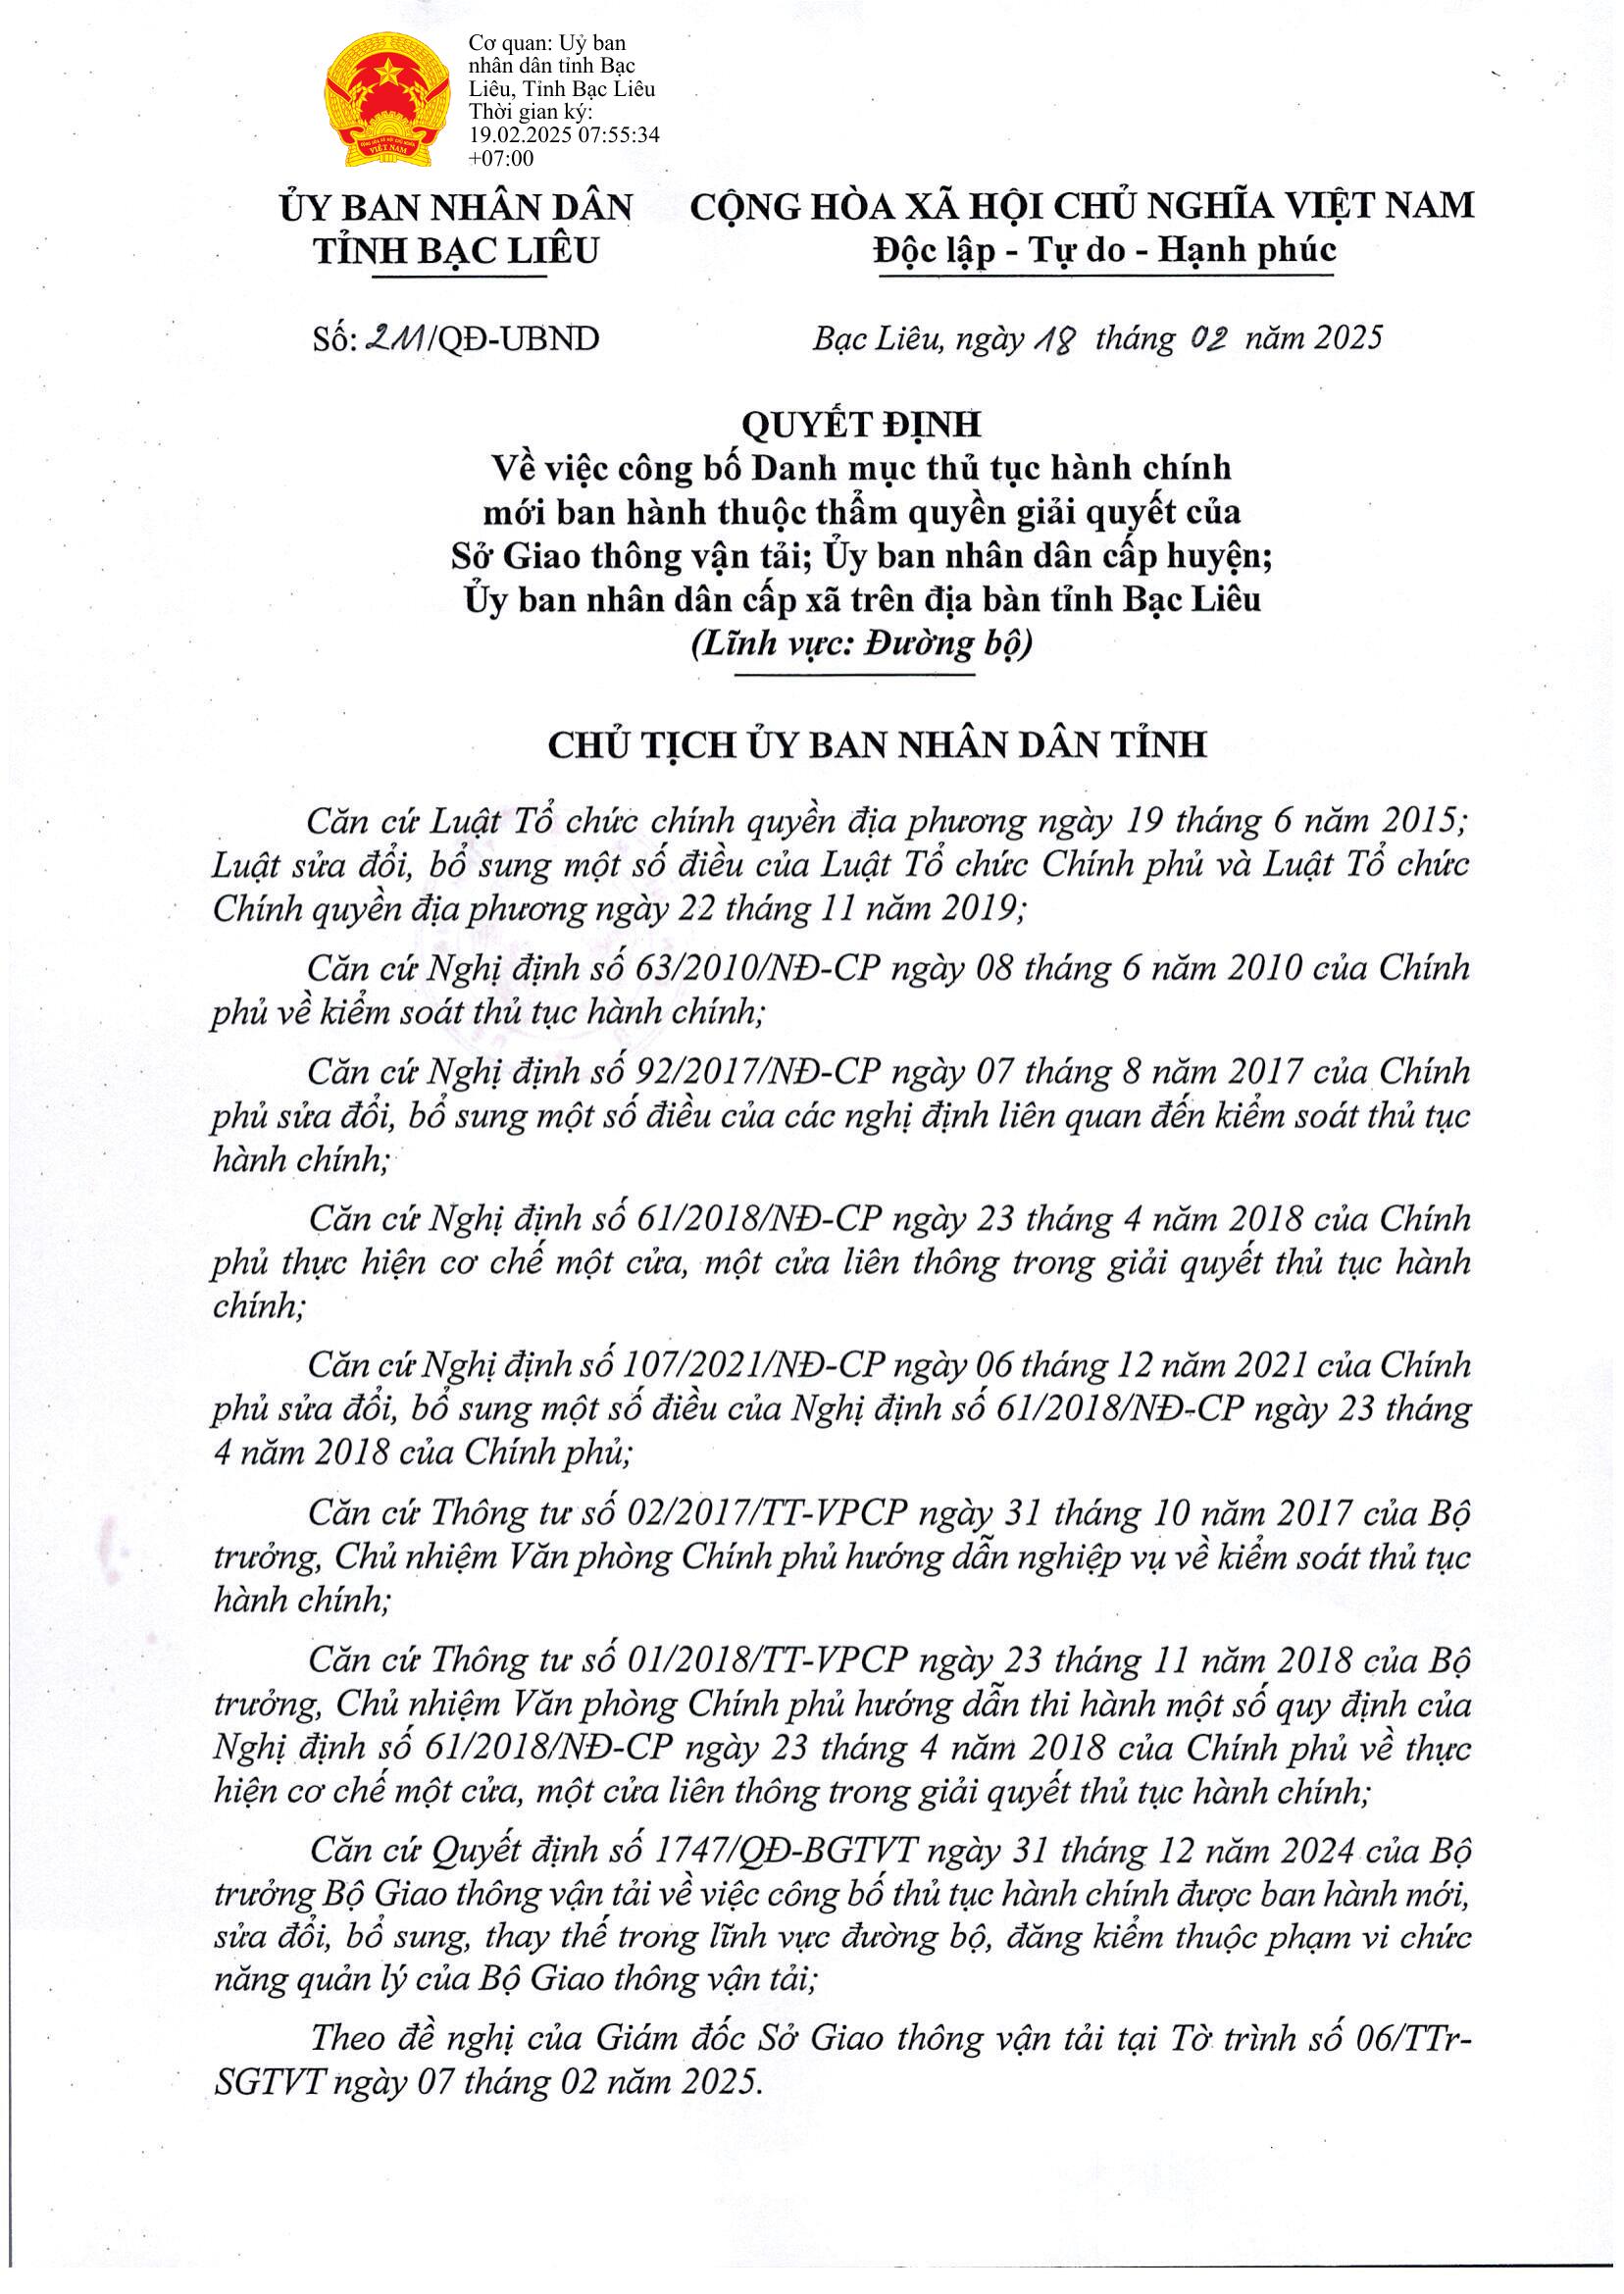 Cơ quan: Uỷ ban
nhân dân tỉnh Bạc
Liêu, Tỉnh Bạc Liêu
Thời gian ký:
19.02.2025 07:55:34
+07:00
VIỆT NAM
ỦY BAN NHÂN DÂN
TỈNH BẠC LIÊU
CỘNG HÒA XÃ HỘI CHỦ NGHĨA VIỆT NAM
Độc lập - Tự do - Hạnh phúc
Số: 211/QĐ-UBND
Bạc Liêu, ngày 18 tháng 02 năm 2025
QUYẾT ĐỊNH
Về việc công bố Danh mục thủ tục hành chính
mới ban hành thuộc thẩm quyền giải quyết của
Sở Giao thông vận tải; Ủy ban nhân dân cấp huyện;
Ủy ban nhân dân cấp xã trên địa bàn tỉnh Bạc Liêu
(Lĩnh vực: Đường bộ)
CHỦ TỊCH ỦY BAN NHÂN DÂN TỈNH
Căn cứ Luật Tổ chức chính quyền địa phương ngày 19 tháng 6 năm 2015;
Luật sửa đổi, bổ sung một số điều của Luật Tổ chức Chính phủ và Luật Tổ chức
Chính quyền địa phương ngày 22 tháng 11 năm 2019;
Căn cứ Nghị định số 63/2010/NĐ-CP ngày 08 tháng 6 năm 2010 của Chính
phủ về kiểm soát thủ tục hành chính;
Căn cứ Nghị định số 92/2017/NĐ-CP ngày 07 tháng 8 năm 2017 của Chính
phủ sửa đổi, bổ sung một số điều của các nghị định liên quan đến kiểm soát thủ tục
hành chính;
Căn cứ Nghị định số 61/2018/NĐ-CP ngày 23 tháng 4 năm 2018 của Chính
phủ thực hiện cơ chế một cửa, một cửa liên thông trong giải quyết thủ tục hành
chính;
Căn cứ Nghị định số 107/2021/NĐ-CP ngày 06 tháng 12 năm 2021 của Chính
phủ sửa đổi, bổ sung một số điều của Nghị định số 61/2018/NĐ-CP ngày 23 tháng
4 năm 2018 của Chính phủ;
Căn cứ Thông tư số 02/2017/TT-VPCP ngày 31 tháng 10 năm 2017 của Bộ
trưởng, Chủ nhiệm Văn phòng Chính phủ hướng dẫn nghiệp vụ về kiểm soát thủ tục
hành chính;
Căn cứ Thông tư số 01/2018/TT-VPCP ngày 23 tháng 11 năm 2018 của Bộ
trưởng, Chủ nhiệm Văn phòng Chính phủ hướng dẫn thi hành một số quy định của
Nghị định số 61/2018/NĐ-CP ngày 23 tháng 4 năm 2018 của Chính phủ về thực
hiện cơ chế một cửa, một cửa liên thông trong giải quyết thủ tục hành chính;
Căn cứ Quyết định số 1747/QĐ-BGTVT ngày 31 tháng 12 năm 2024 của Bộ
trưởng Bộ Giao thông vận tải về việc công bố thủ tục hành chính được ban hành mới,
sửa đổi, bổ sung, thay thế trong lĩnh vực đường bộ, đăng kiểm thuộc phạm vi chức
năng quản lý của Bộ Giao thông vận tải;
Theo đề nghị của Giám đốc Sở Giao thông vận tải tại Tờ trình số 06/TTr-
SGTVT ngày 07 tháng 02 năm 2025.